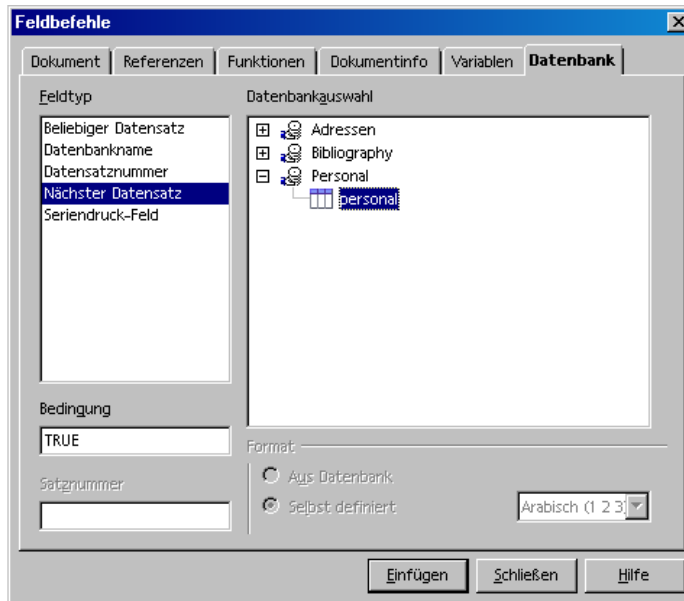 Feldbefehle
Dokument Referenzen Funktionen Dokumentinfo Variablen Datenbank
Feldtyp
Beliebiger Datensatz
Datenbankname
Datensatznummer
Nächster Datensatz
Seriendruck-Feld
Datenbankauswahl
Adressen
Bibliography
Personal
personal
Bedingung
TRUE
Satznummer
Format
Aus Datenbank
Selbst definiert
Arabisch (1 2 3)
Einfügen Schließen Hilfe